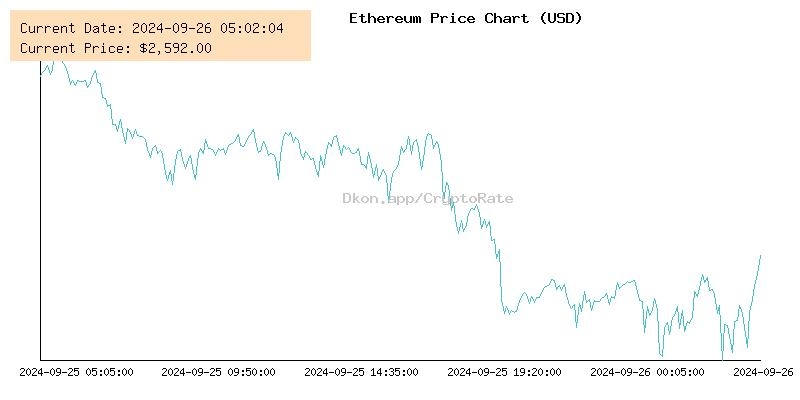 Ethereum Price Chart (USD)
Current Date: 2024-09-26 05:02:04
Current Price: $2,592.00
Dkon.app/CryptoRate
2024-09-25 05:05:00 2024-09-25 09:50:00 2024-09-25 14:35:00 2024-09-25 19:20:00 2024-09-26 00:05:00 2024-09-26